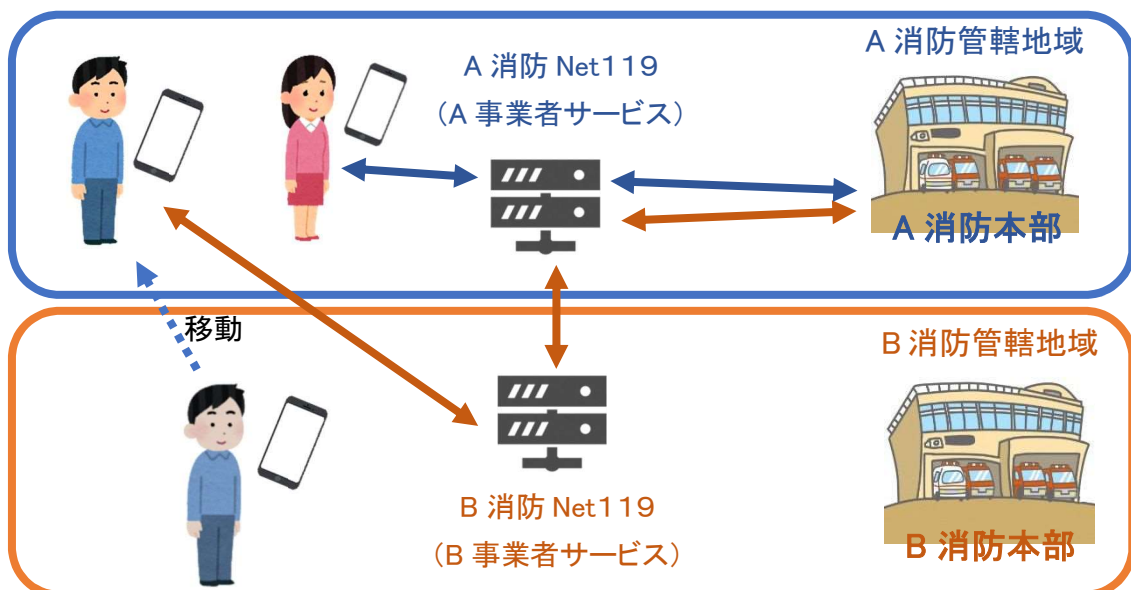 A 消防管轄地域
A 消防 Net119
（A 事業者サービス）
A 消防本部
移動
B 消防管轄地域
B 消防 Net119
（B 事業者サービス）
B 消防本部